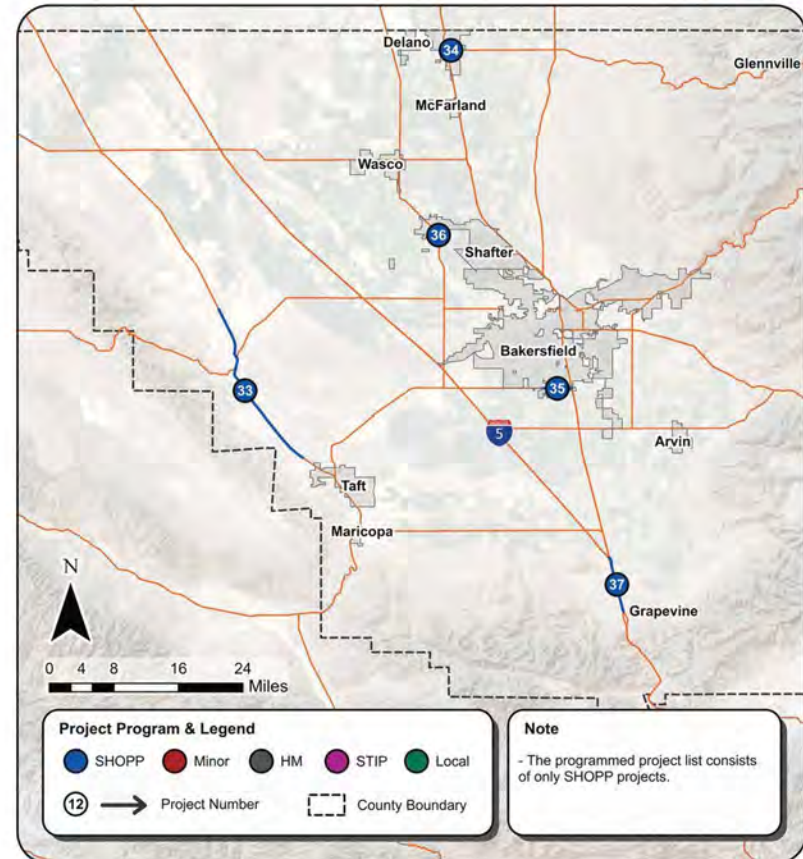 Delano
34
Glennville
McFarland
Wasco
36
Shafter
Bakersfield
33
35
5
Arvin
Taft
Maricopa
37
Grapevine
N
0 4 8 16 24
Miles
Project Program & Legend
SHOPP Minor HM STIP Local
12 Project Number County Boundary
Note
- The programmed project list consists
of only SHOPP projects.